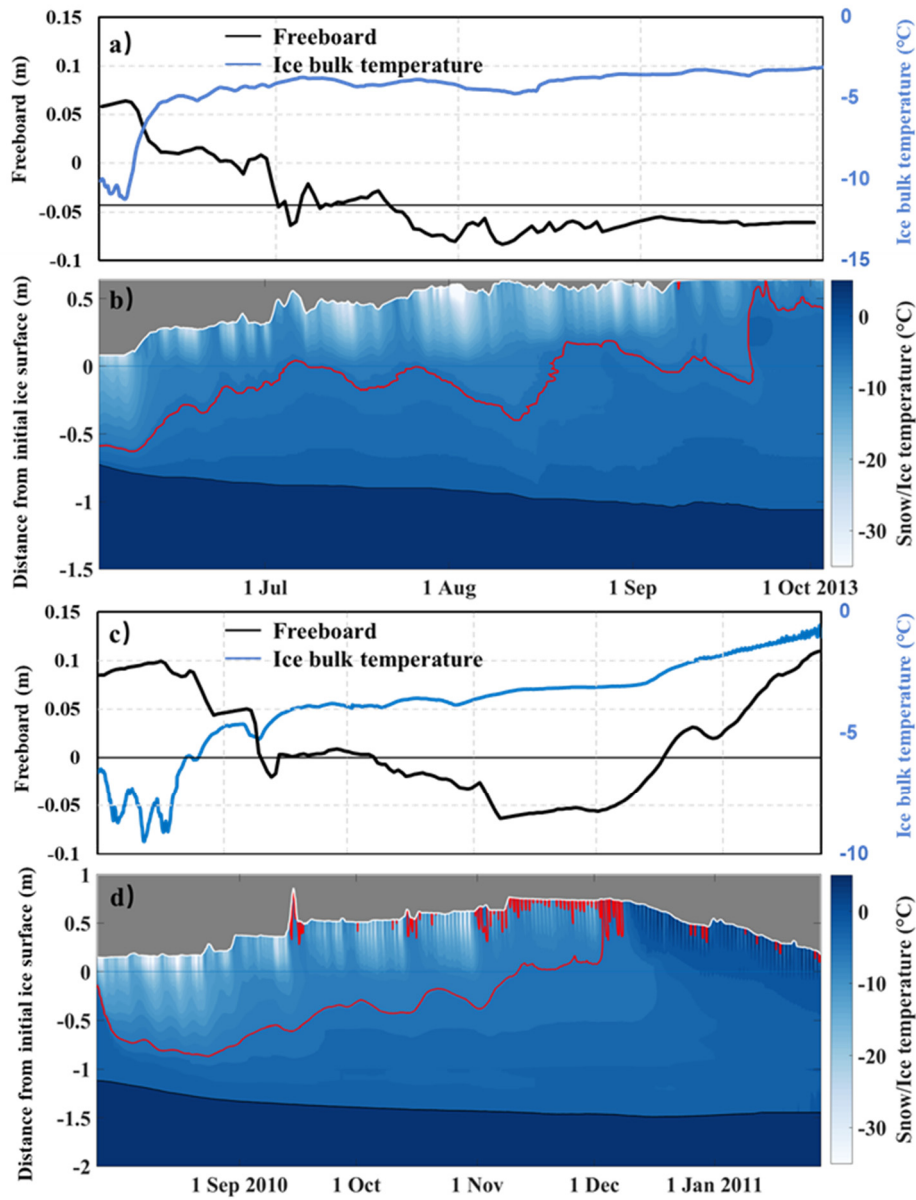 a)
Freeboard
Ice bulk temperature
Freeboard (m)
0.15
0.1
0.05
0
-0.05
-0.1
Ice bulk temperature (°C)
0
-5
-10
-15
b)
Distance from initial ice surface (m)
0.5
0
-0.5
-1
-1.5
1 Jul
1 Aug
1 Sep
1 Oct 2013
Snow/Ice temperature (°C)
0
-10
-20
-30
c)
Freeboard
Ice bulk temperature
Freeboard (m)
0.15
0.1
0.05
0
-0.05
-0.1
Ice bulk temperature (°C)
0
-5
-10
d)
Distance from initial ice surface (m)
1
0.5
0
-0.5
-1
-1.5
-2
1 Sep 2010
1 Oct
1 Nov
1 Dec
1 Jan 2011
Snow/Ice temperature (°C)
0
-10
-20
-30